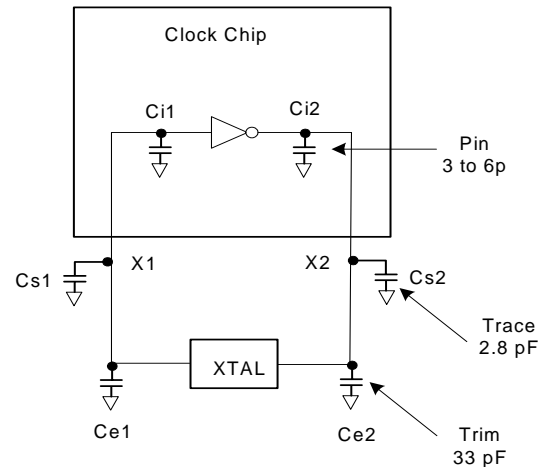 Clock Chip
Ci1
Ci2
Pin
3 to 6p
X1
X2
Cs1
Cs2
Trace
2.8 pF
XTAL
Ce1
Ce2
Trim
33 pF